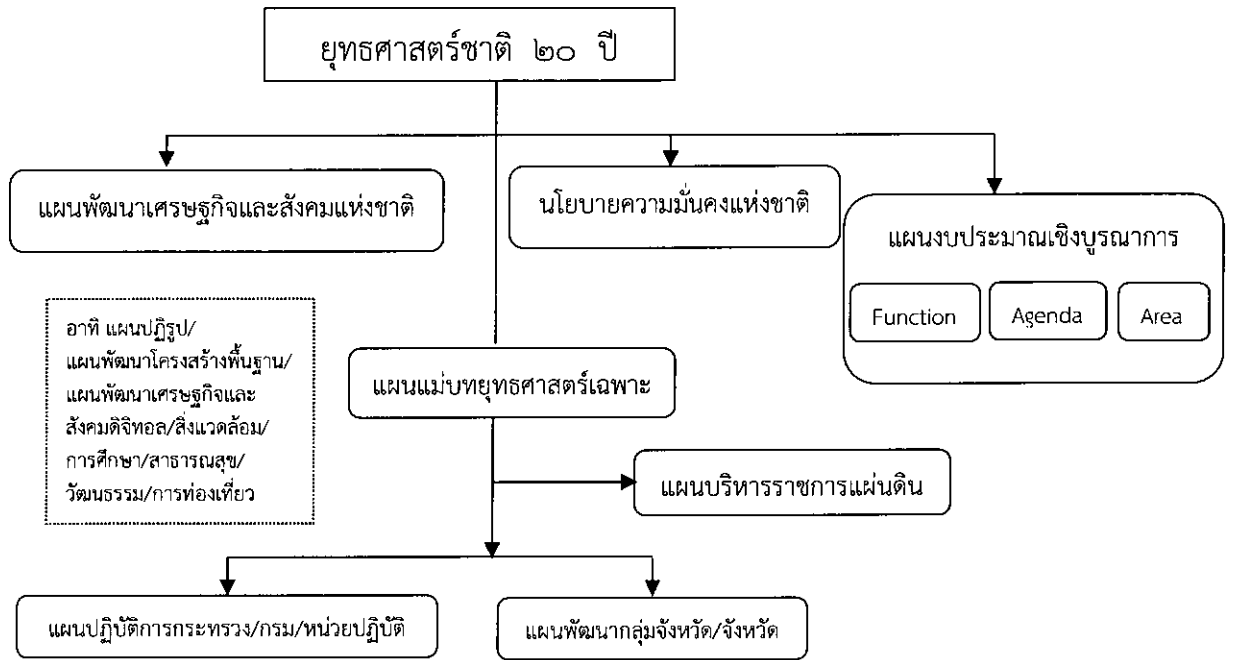 ยุทธศาสตร์ชาติ ๒๐ ปี
แผนพัฒนาเศรษฐกิจและสังคมแห่งชาติ
นโยบายความมั่นคงแห่งชาติ
แผนงบประมาณเชิงบูรณาการ
Function
Agenda
Area
อาทิ แผนปฏิรูป/
แผนพัฒนาโครงสร้างพื้นฐาน/
แผนพัฒนาเศรษฐกิจและ
สังคมดิจิทอล/สิ่งแวดล้อม/
การศึกษา/สาธารณสุข/
วัฒนธรรม/การท่องเที่ยว
แผนแม่บทยุทธศาสตร์เฉพาะ
แผนบริหารราชการแผ่นดิน
แผนปฏิบัติการกระทรวง/กรม/หน่วยปฏิบัติ
แผนพัฒนากลุ่มจังหวัด/จังหวัด